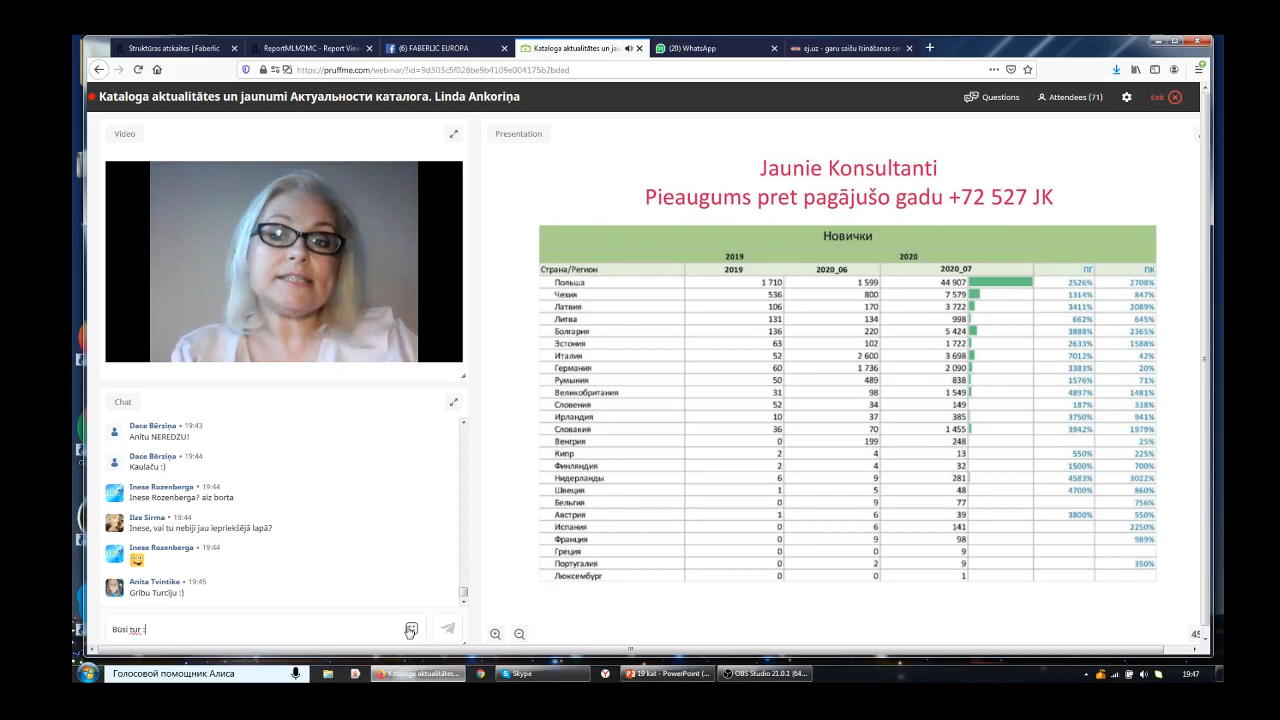 Struktūras atskaites | Faberlic
ReportMLM2MC - Report View
(6) FABERLIC EUROPA
Kataloga aktualitātes un jau
(20) WhatsApp
ej.uz - garu saišu īsināšanas ser
https://pruffme.com/webinar/?id=9d303c5f028be9b4109e004175b2bded
Kataloga aktualitātes un jaunumi Актуальности каталога. Linda Ankoriņa
Questions
Attendees (71)
Exit
Video
Presentation
Jaunie Konsultanti
Pieaugums pret pagājušo gadu +72 527 JK
Новички
2019 2020
Страна/Регион 2019 2020_06 2020_07 ПГ ПК
Польша 1 710 1 599 44 907 2526% 2708%
Чехия 536 800 7 579 1314% 847%
Латвия 106 170 3 722 3411% 2089%
Литва 131 134 998 662% 645%
Болгария 136 220 5 424 3888% 2365%
Эстония 63 102 1 722 2633% 1588%
Италия 52 2 600 3 698 7012% 42%
Германия 60 1 736 2 090 3383% 20%
Румыния 50 489 838 1576% 71%
Великобритания 31 98 1 549 4897% 1481%
Словения 52 34 149 187% 338%
Ирландия 10 37 385 3750% 941%
Словакия 36 70 1 455 3942% 1979%
Венгрия 0 199 248 25%
Кипр 2 4 13 550% 225%
Финляндия 2 4 32 1500% 700%
Нидерланды 6 9 281 4583% 3022%
Швеция 1 5 48 4700% 860%
Бельгия 0 9 77 756%
Австрия 1 6 39 3800% 550%
Испания 0 6 141 2250%
Франция 0 9 98 989%
Греция 0 0 9
Португалия 0 2 9 350%
Люксембург 0 0 1
Chat
Dace Bērziņa • 19:43
Anitu NEREDZU!
Dace Bērziņa • 19:44
Kaulaču :)
Inese Rozenberga • 19:44
Inese Rozenberga? aiz borta
Ilze Sirma • 19:44
Inese, vai tu nebiji jau iepriekšējā lapā?
Inese Rozenberga • 19:44
Anita Tvintike • 19:45
Gribu Turciju :)
Būsi tur :
45
Голосовой помощник Алиса
Kataloga aktualitātes...
Skype
19 kat - PowerPoint (...
OBS Studio 21.0.1 (64...
19:47